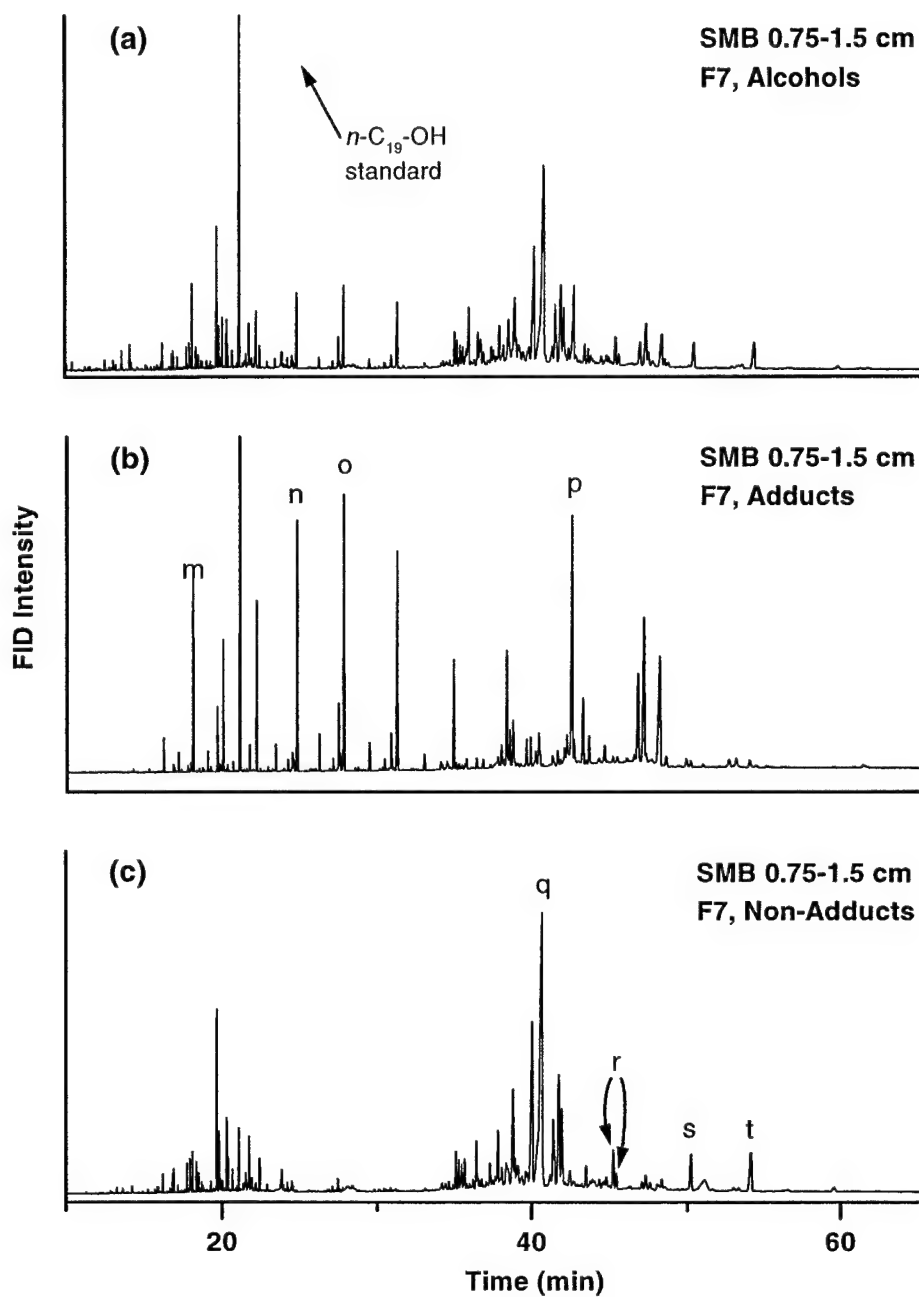 (a)
SMB 0.75-1.5 cm
F7, Alcohols
n-C19-OH
standard
(b)
SMB 0.75-1.5 cm
F7, Adducts
m
n
o
p
FID Intensity
(c)
SMB 0.75-1.5 cm
F7, Non-Adducts
q
r
s
t
20
40
60
Time (min)